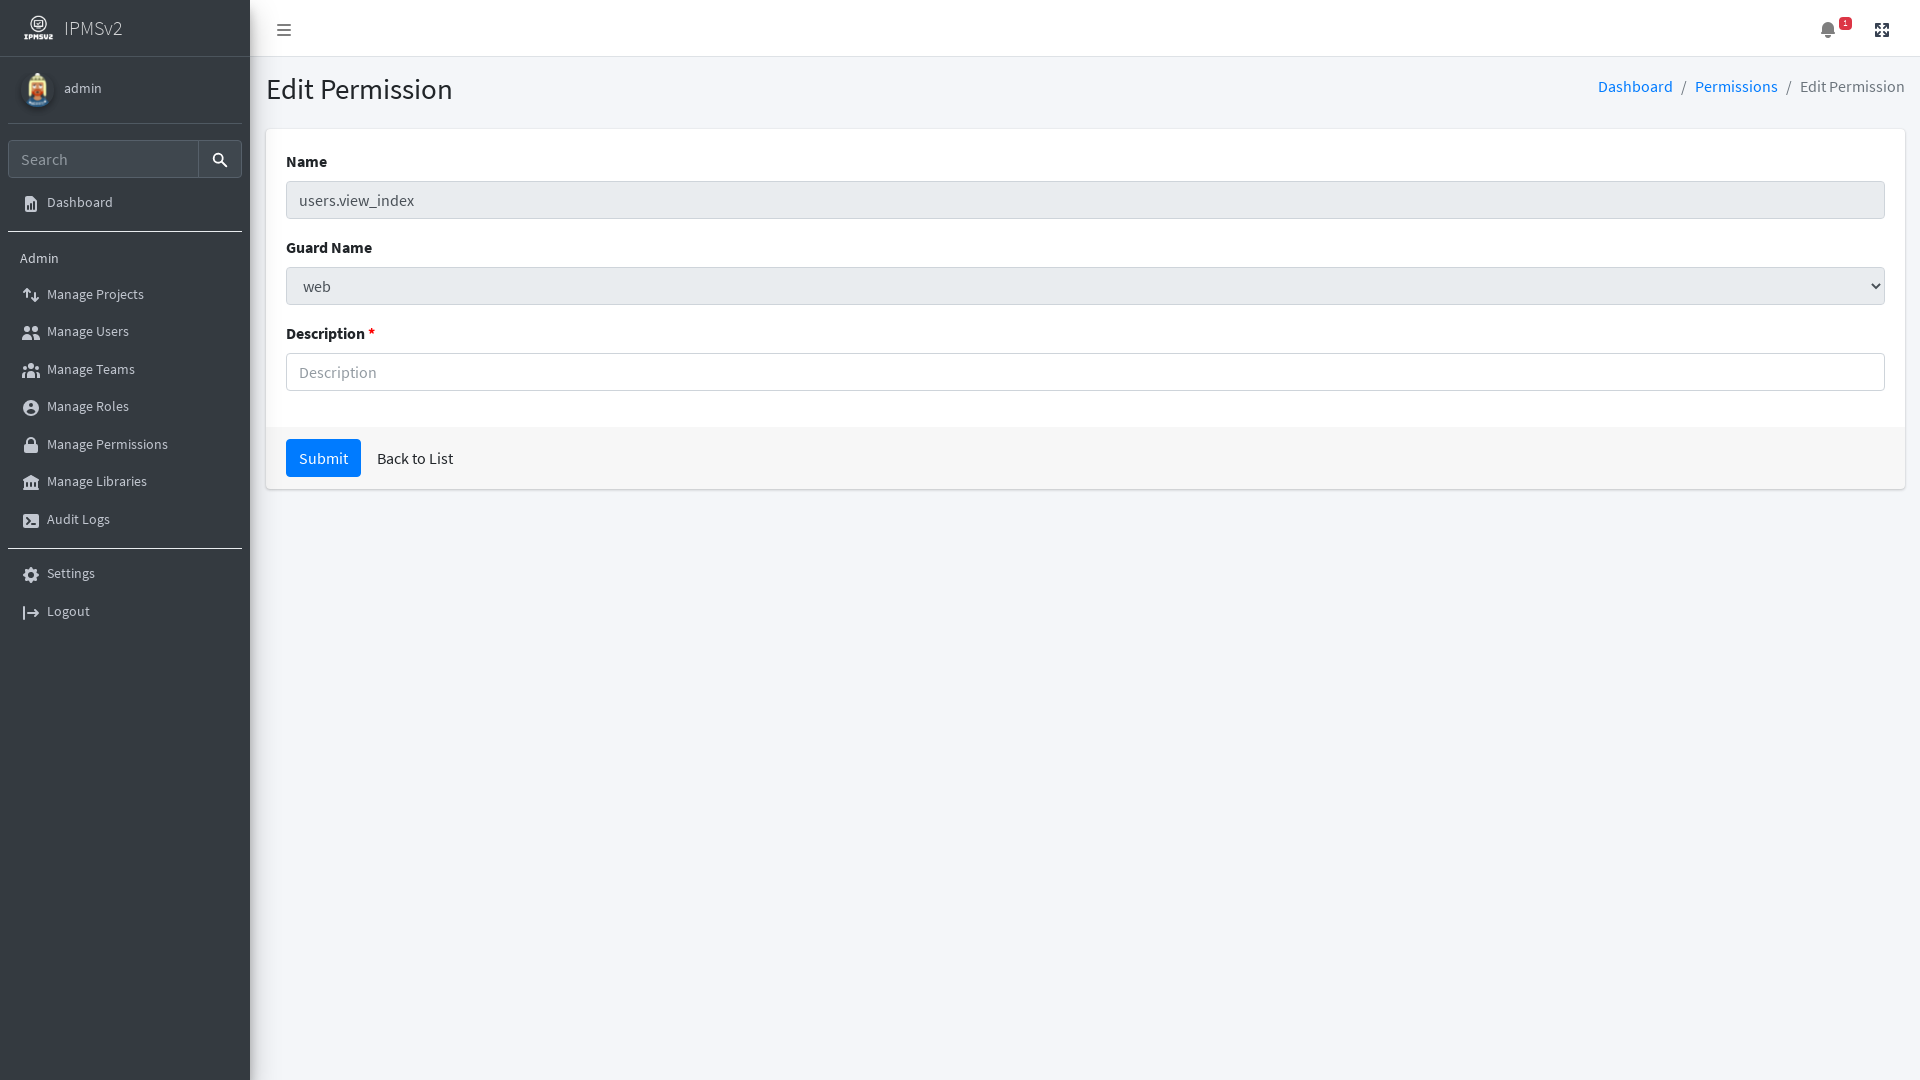 IPMSV2
IPMSv2
1
admin
Edit Permission
Dashboard / Permissions / Edit Permission
Search
Name
users.view_index
Dashboard
Guard Name
web
Admin
Manage Projects
Manage Users
Manage Teams
Manage Roles
Manage Permissions
Manage Libraries
Audit Logs
Description *
Description
Submit
Back to List
Settings
Logout